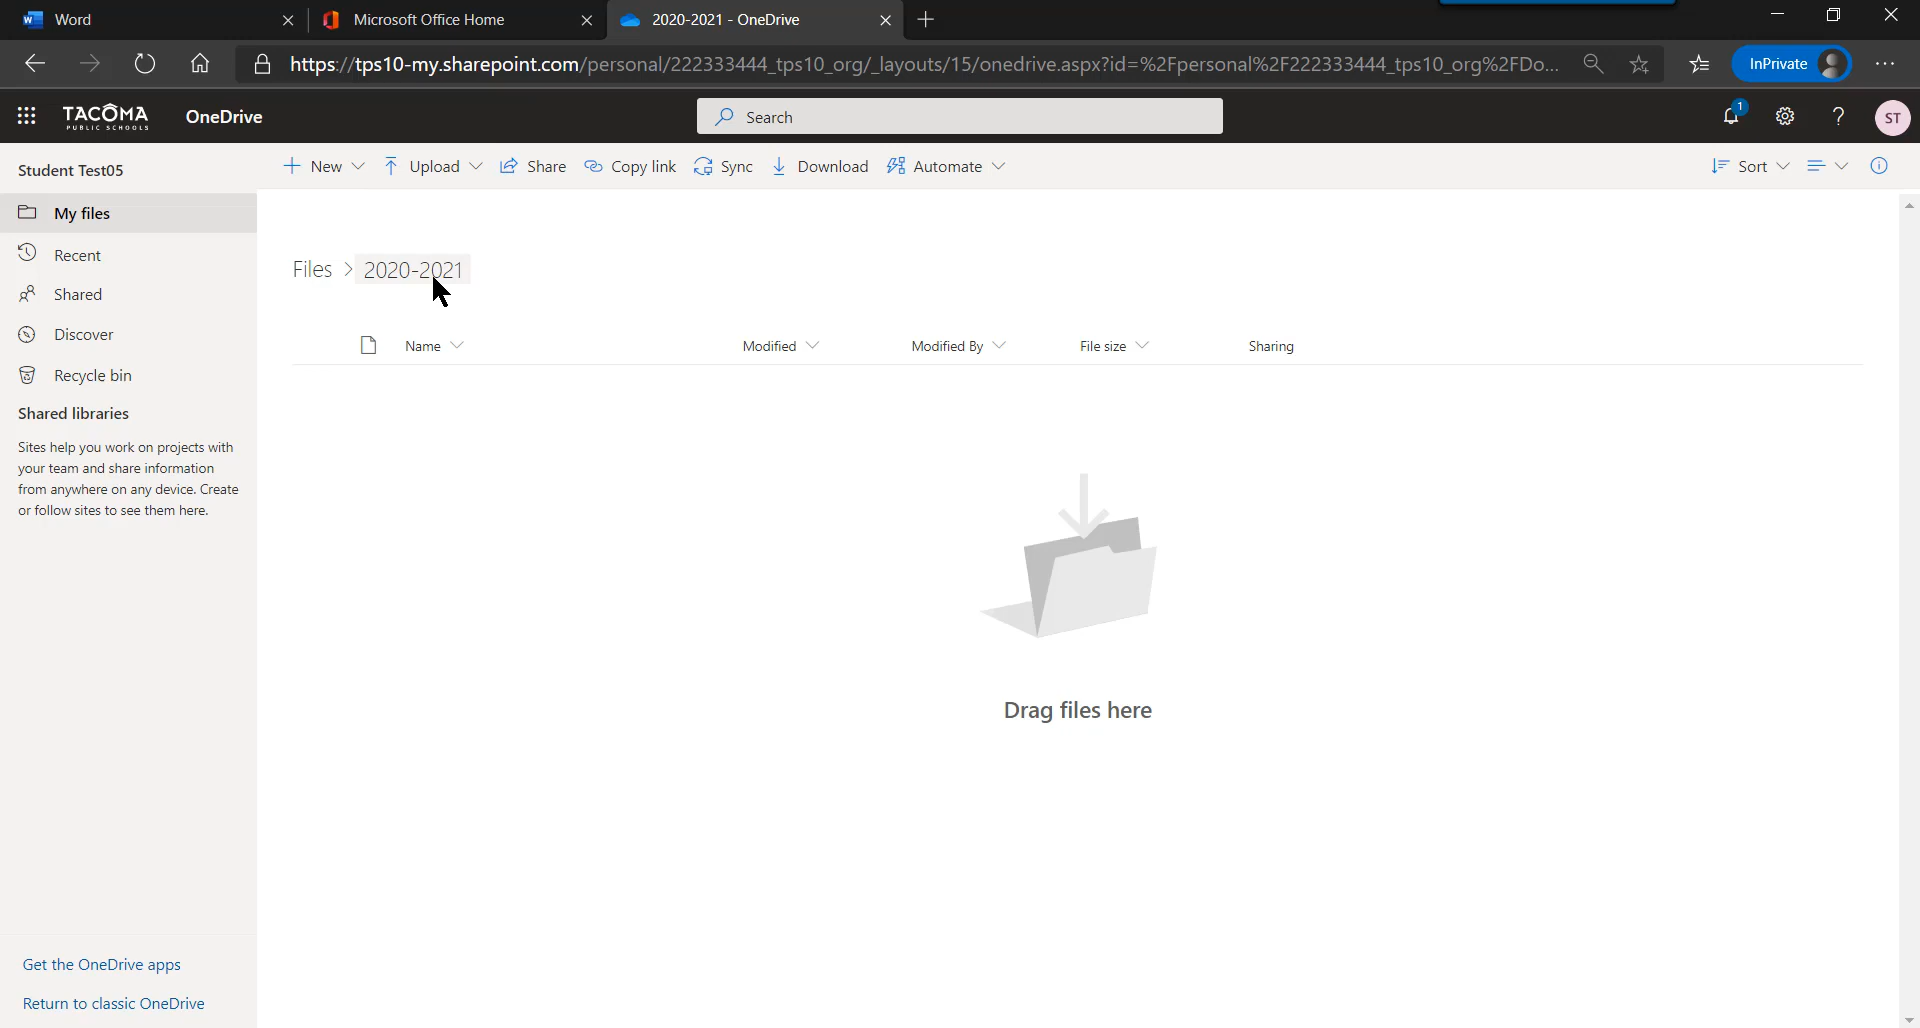 Word
Microsoft Office Home
2020-2021 - OneDrive
https://tps10-my.sharepoint.com/personal/222333444_tps10_org/_layouts/15/onedrive.aspx?id=%2Fpersonal%2F222333444_tps10_org%2FDo...
InPrivate
TACOMA
PUBLIC SCHOOLS
OneDrive
Search
1
?
ST
Student Test05
New
Upload
Share
Copy link
Sync
Download
Automate
Sort
My files
Recent
Shared
Discover
Recycle bin
Shared libraries
Sites help you work on projects with
your team and share information
from anywhere on any device. Create
or follow sites to see them here.
Get the OneDrive apps
Return to classic OneDrive
Files > 2020-2021
Name
Modified
Modified By
File size
Sharing
Drag files here